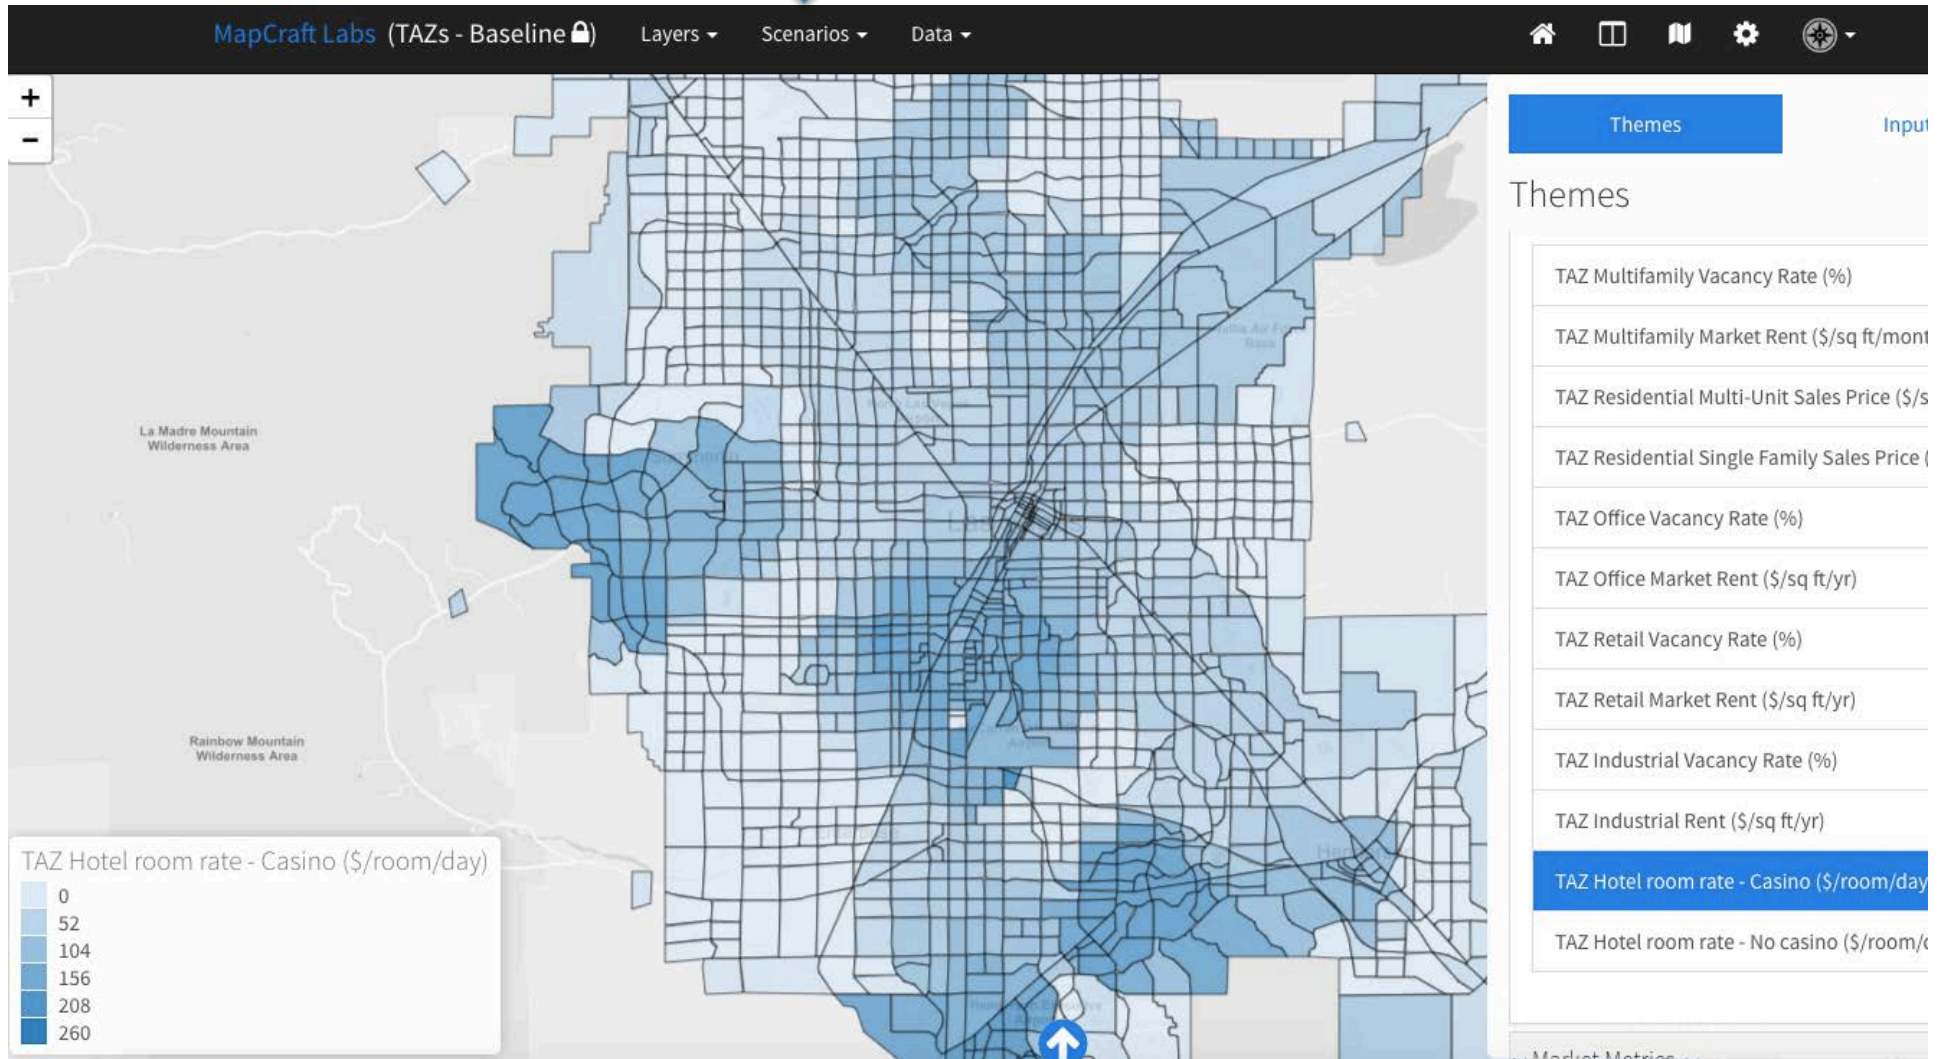 MapCraft Labs (TAZs - Baseline) Layers Scenarios Data
+
−
Themes Input
Themes
TAZ Multifamily Vacancy Rate (%)
TAZ Multifamily Market Rent ($/sq ft/mont
TAZ Residential Multi-Unit Sales Price ($/s
TAZ Residential Single Family Sales Price (
TAZ Office Vacancy Rate (%)
TAZ Office Market Rent ($/sq ft/yr)
TAZ Retail Vacancy Rate (%)
TAZ Retail Market Rent ($/sq ft/yr)
TAZ Industrial Vacancy Rate (%)
TAZ Industrial Rent ($/sq ft/yr)
TAZ Hotel room rate - Casino ($/room/day
TAZ Hotel room rate - No casino ($/room/d
Market Metrics
La Madre Mountain
Wilderness Area
Rainbow Mountain
Wilderness Area
Summerlin
Las
Enterprise
TAZ Hotel room rate - Casino ($/room/day)
0
52
104
156
208
260